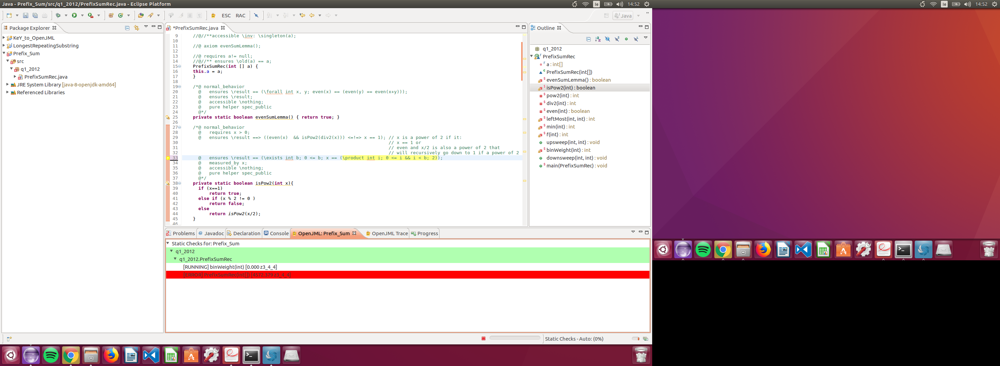 Java - Prefix_Sum/src/q1_2012/PrefixSumRec.java - Eclipse Platform
Ie
14:52
Ie
14:52
ESC RAC
Java
Package Explorer
KeY_to_OpenJML
LongestRepeatingSubstring
Prefix_Sum
src
q1_2012
PrefixSumRec.java
JRE System Library [java-8-openjdk-amd64]
Referenced Libraries
*PrefixSumRec.java
9 //@//**accessible \inv: \singleton(a);
10
11 //@ axiom evenSumLemma();
12
13 //@ requires a!= null;
14 //@//** ensures \old(a) == a;
15 PrefixSumRec(int [] a) {
16 this.a = a;
17 }
18
19 /*@ normal_behavior
20 @ ensures \result == (\forall int x, y; even(x) == (even(y) == even(x+y)));
21 @ ensures \result;
22 @ accessible \nothing;
23 @ pure helper spec_public
24 @*/
25 private static boolean evenSumLemma() { return true; }
26
27 /*@ normal_behavior
28 @ requires x > 0;
29 @ ensures \result ==> ((even(x) && isPow2(div2(x))) <=!=> x == 1); // x is a power of 2 if it:
30 // x == 1 or
31 // even and x/2 is also a power of 2 that
32 // will recursively go down to 1 if a power of 2
33 @ ensures \result == (\exists int b; 0 <= b; x == (\product int i; 0 <= i && i < b; 2));
34 @ measured_by x;
35 @ accessible \nothing;
36 @ pure helper spec_public
37 @*/
38 private static boolean isPow2(int x){
39 if (x==1)
40 return true;
41 else if (x % 2 != 0 )
42 return false;
43 else
44 return isPow2(x/2);
45 }
46
Outline
q1_2012
PrefixSumRec
a : int[]
PrefixSumRec(int[])
evenSumLemma() : boolean
isPow2(int) : boolean
pow2(int) : int
div2(int) : int
even(int) : boolean
leftMost(int, int) : int
min(int) : int
f(int) : int
upsweep(int, int) : void
binWeight(int) : int
downsweep(int, int) : void
main(PrefixSumRec) : void
Problems @ Javadoc Declaration Console OpenJML: Prefix_Sum OpenJML Trace Progress
Static Checks for: Prefix_Sum
q1_2012
q1_2012.PrefixSumRec
[RUNNING] binWeight(int) [0.000 z3_4_4]
[ERROR] PrefixSumRec(int[]) [4572.379 z3_4_4]
Static Checks - Auto: (0%)